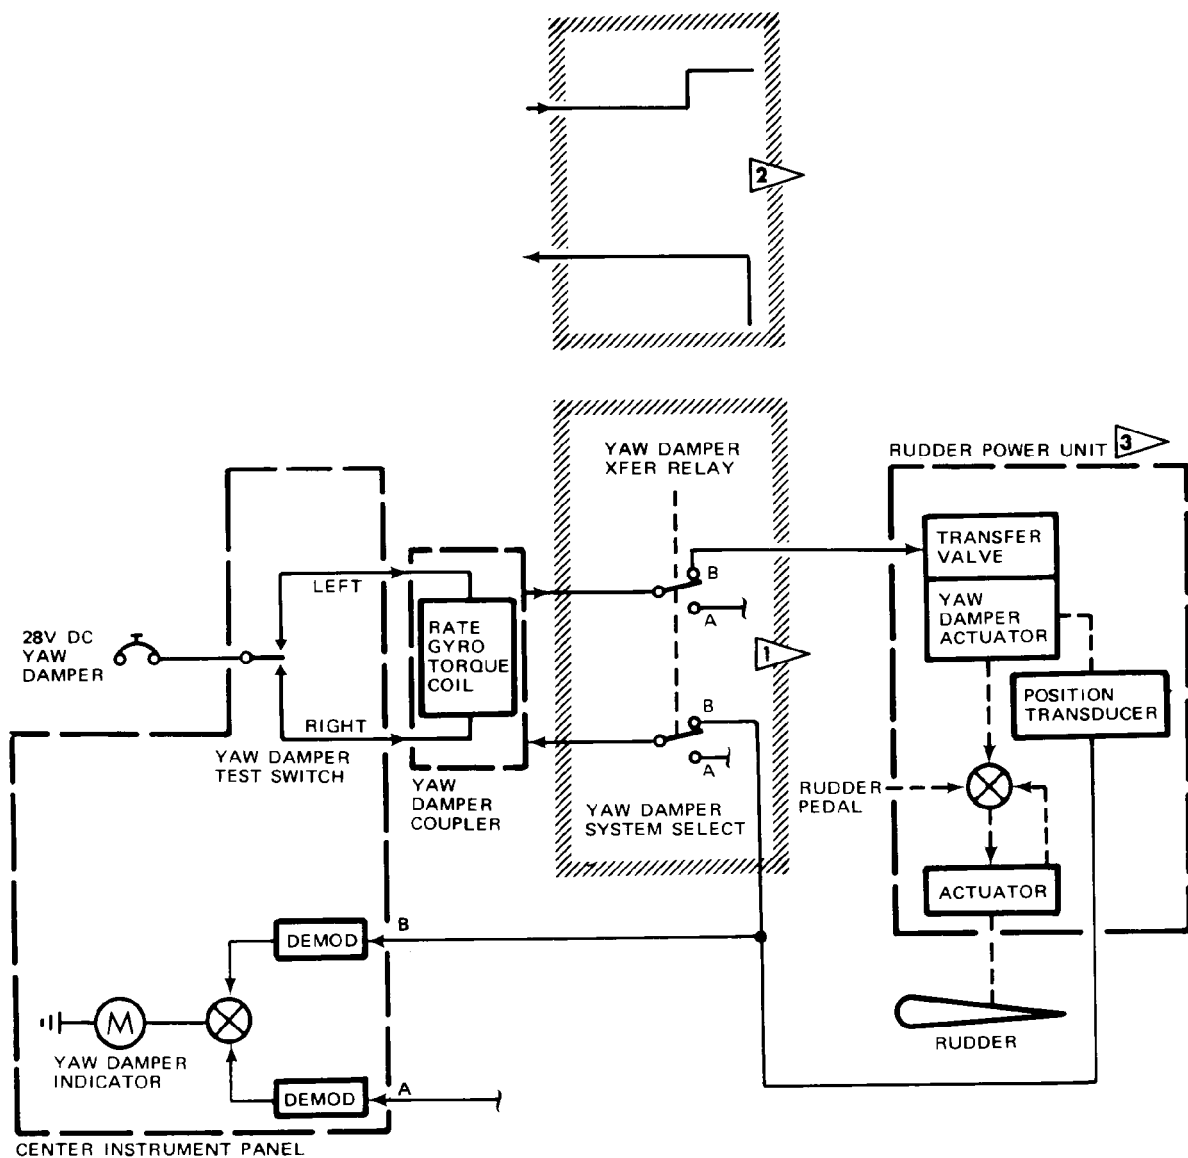 2
YAW DAMPER
XFER RELAY
RUDDER POWER UNIT 3
B
A
1
TRANSFER
VALVE
YAW
DAMPER
ACTUATOR
POSITION
TRANSDUCER
LEFT
28V DC
YAW
DAMPER
RATE
GYRO
TORQUE
COIL
RIGHT
YAW DAMPER
TEST SWITCH
YAW
DAMPER
COUPLER
B
A
YAW DAMPER
SYSTEM SELECT
RUDDER
PEDAL
ACTUATOR
B
DEMOD
M
YAW DAMPER
INDICATOR
A
DEMOD
RUDDER
CENTER INSTRUMENT PANEL